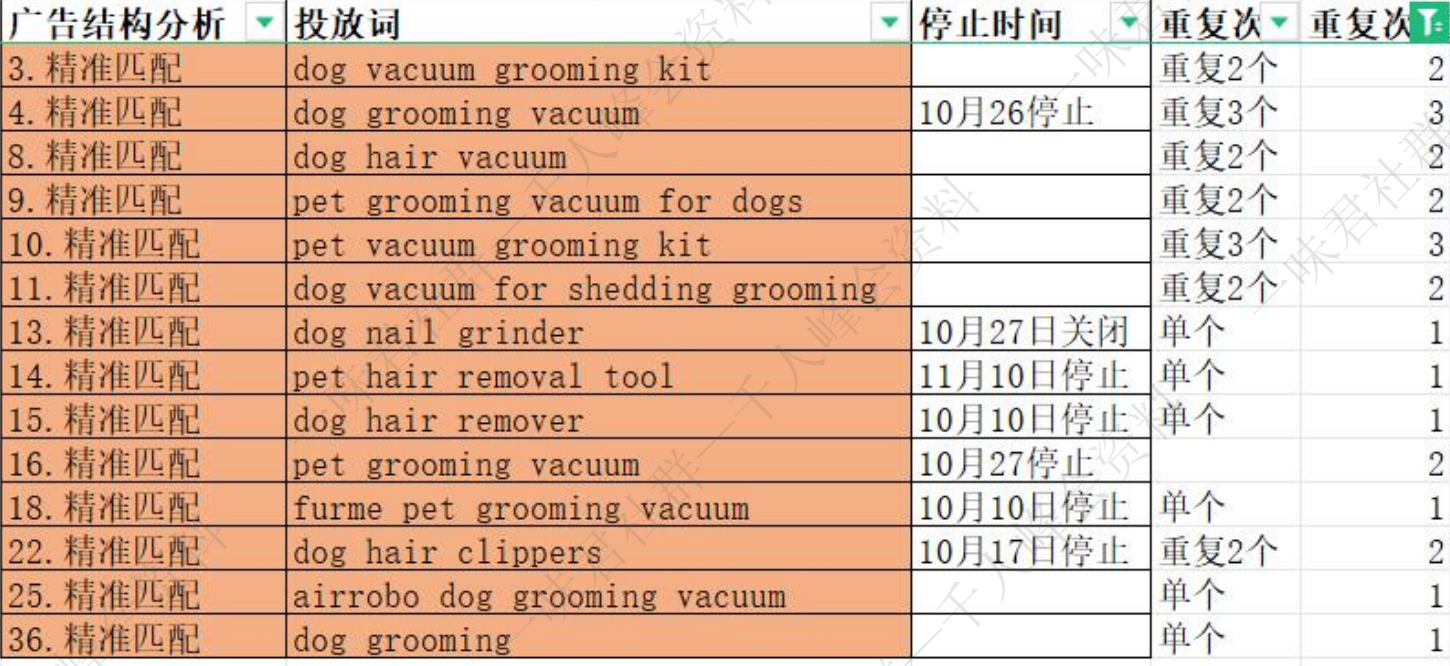 广告结构分析 投放词 停止时间 重复次 重复次
3.精准匹配 dog vacuum grooming kit 重复2个 2
4.精准匹配 dog grooming vacuum 10月26停止 重复3个 3
8.精准匹配 dog hair vacuum 重复2个 2
9.精准匹配 pet grooming vacuum for dogs 重复2个 2
10.精准匹配 pet vacuum grooming kit 重复3个 3
11.精准匹配 dog vacuum for shedding grooming 重复2个 2
13.精准匹配 dog nail grinder 10月27日关闭 单个 1
14.精准匹配 pet hair removal tool 11月10日停止 单个 1
15.精准匹配 dog hair remover 10月10日停止 单个 1
16.精准匹配 pet grooming vacuum 10月27停止 2
18.精准匹配 furme pet grooming vacuum 10月10日停止 单个 1
22.精准匹配 dog hair clippers 10月17日停止 重复2个 2
25.精准匹配 airrobo dog grooming vacuum 单个 1
36.精准匹配 dog grooming 单个 1